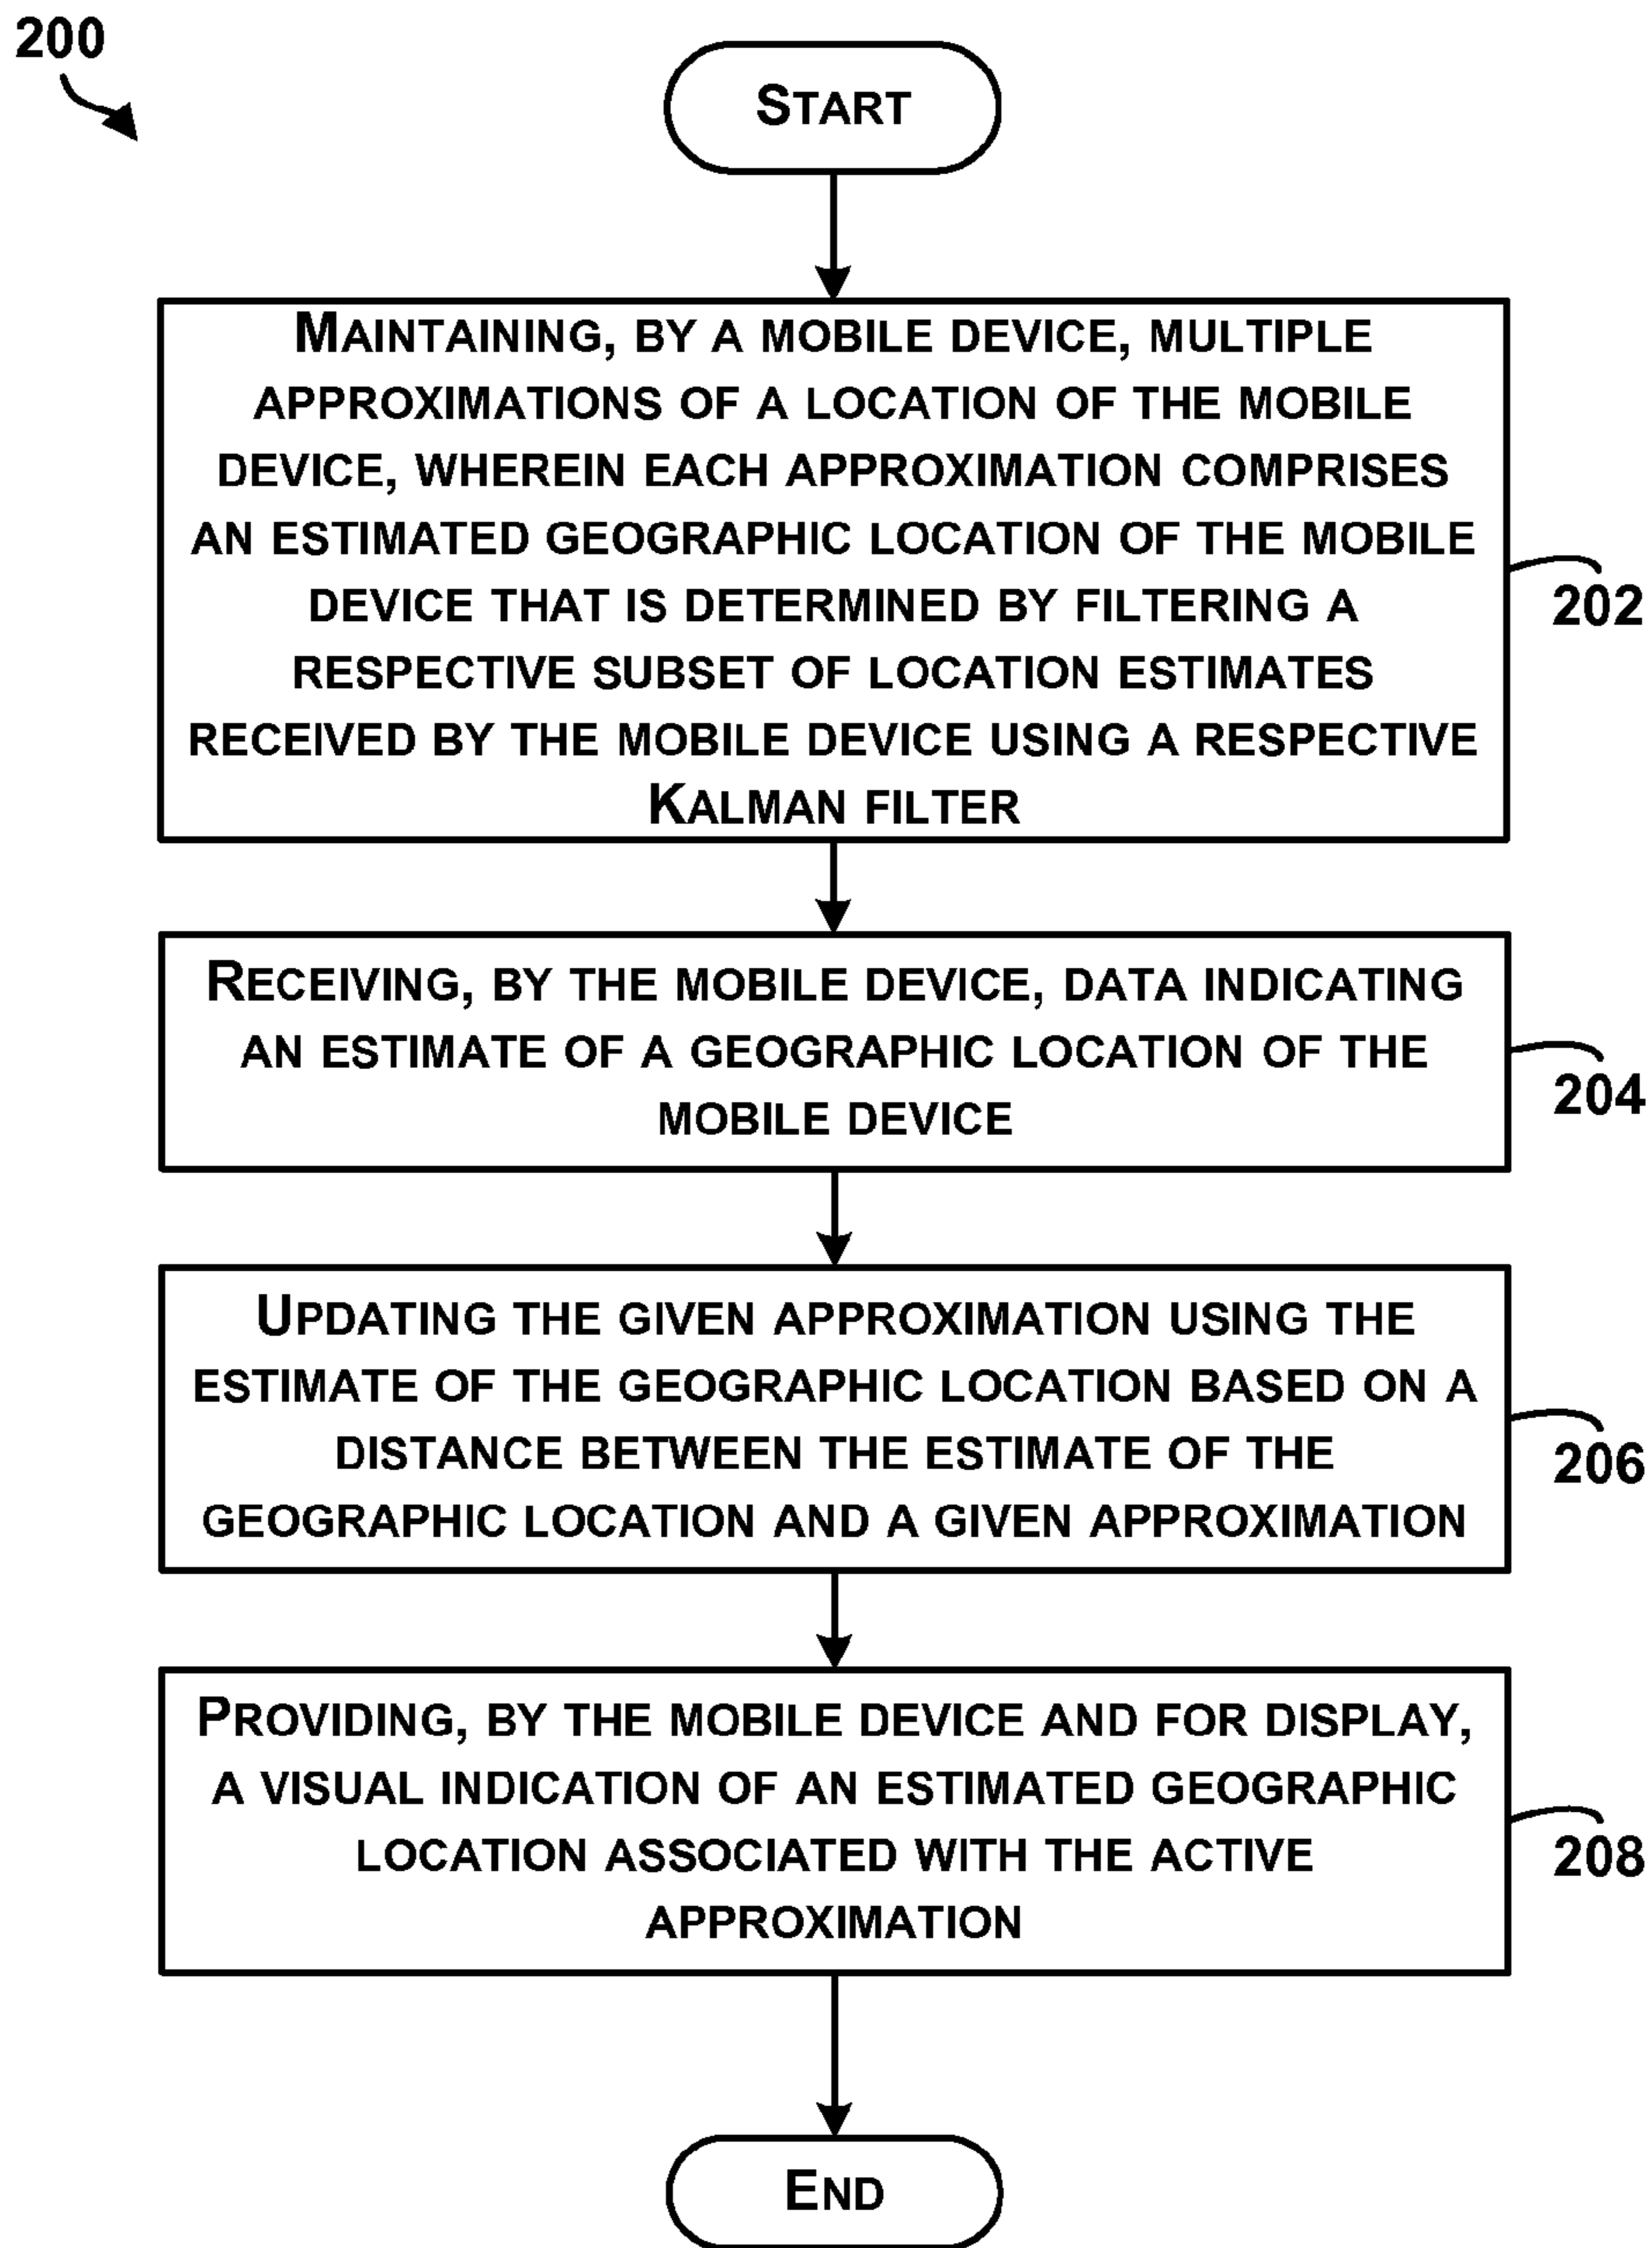 200
START
MAINTAINING, BY A MOBILE DEVICE, MULTIPLE
APPROXIMATIONS OF A LOCATION OF THE MOBILE
DEVICE, WHEREIN EACH APPROXIMATION COMPRISES
AN ESTIMATED GEOGRAPHIC LOCATION OF THE MOBILE
DEVICE THAT IS DETERMINED BY FILTERING A
RESPECTIVE SUBSET OF LOCATION ESTIMATES
RECEIVED BY THE MOBILE DEVICE USING A RESPECTIVE
KALMAN FILTER
202
RECEIVING, BY THE MOBILE DEVICE, DATA INDICATING
AN ESTIMATE OF A GEOGRAPHIC LOCATION OF THE
MOBILE DEVICE
204
UPDATING THE GIVEN APPROXIMATION USING THE
ESTIMATE OF THE GEOGRAPHIC LOCATION BASED ON A
DISTANCE BETWEEN THE ESTIMATE OF THE
GEOGRAPHIC LOCATION AND A GIVEN APPROXIMATION
206
PROVIDING, BY THE MOBILE DEVICE AND FOR DISPLAY,
A VISUAL INDICATION OF AN ESTIMATED GEOGRAPHIC
LOCATION ASSOCIATED WITH THE ACTIVE
APPROXIMATION
208
END